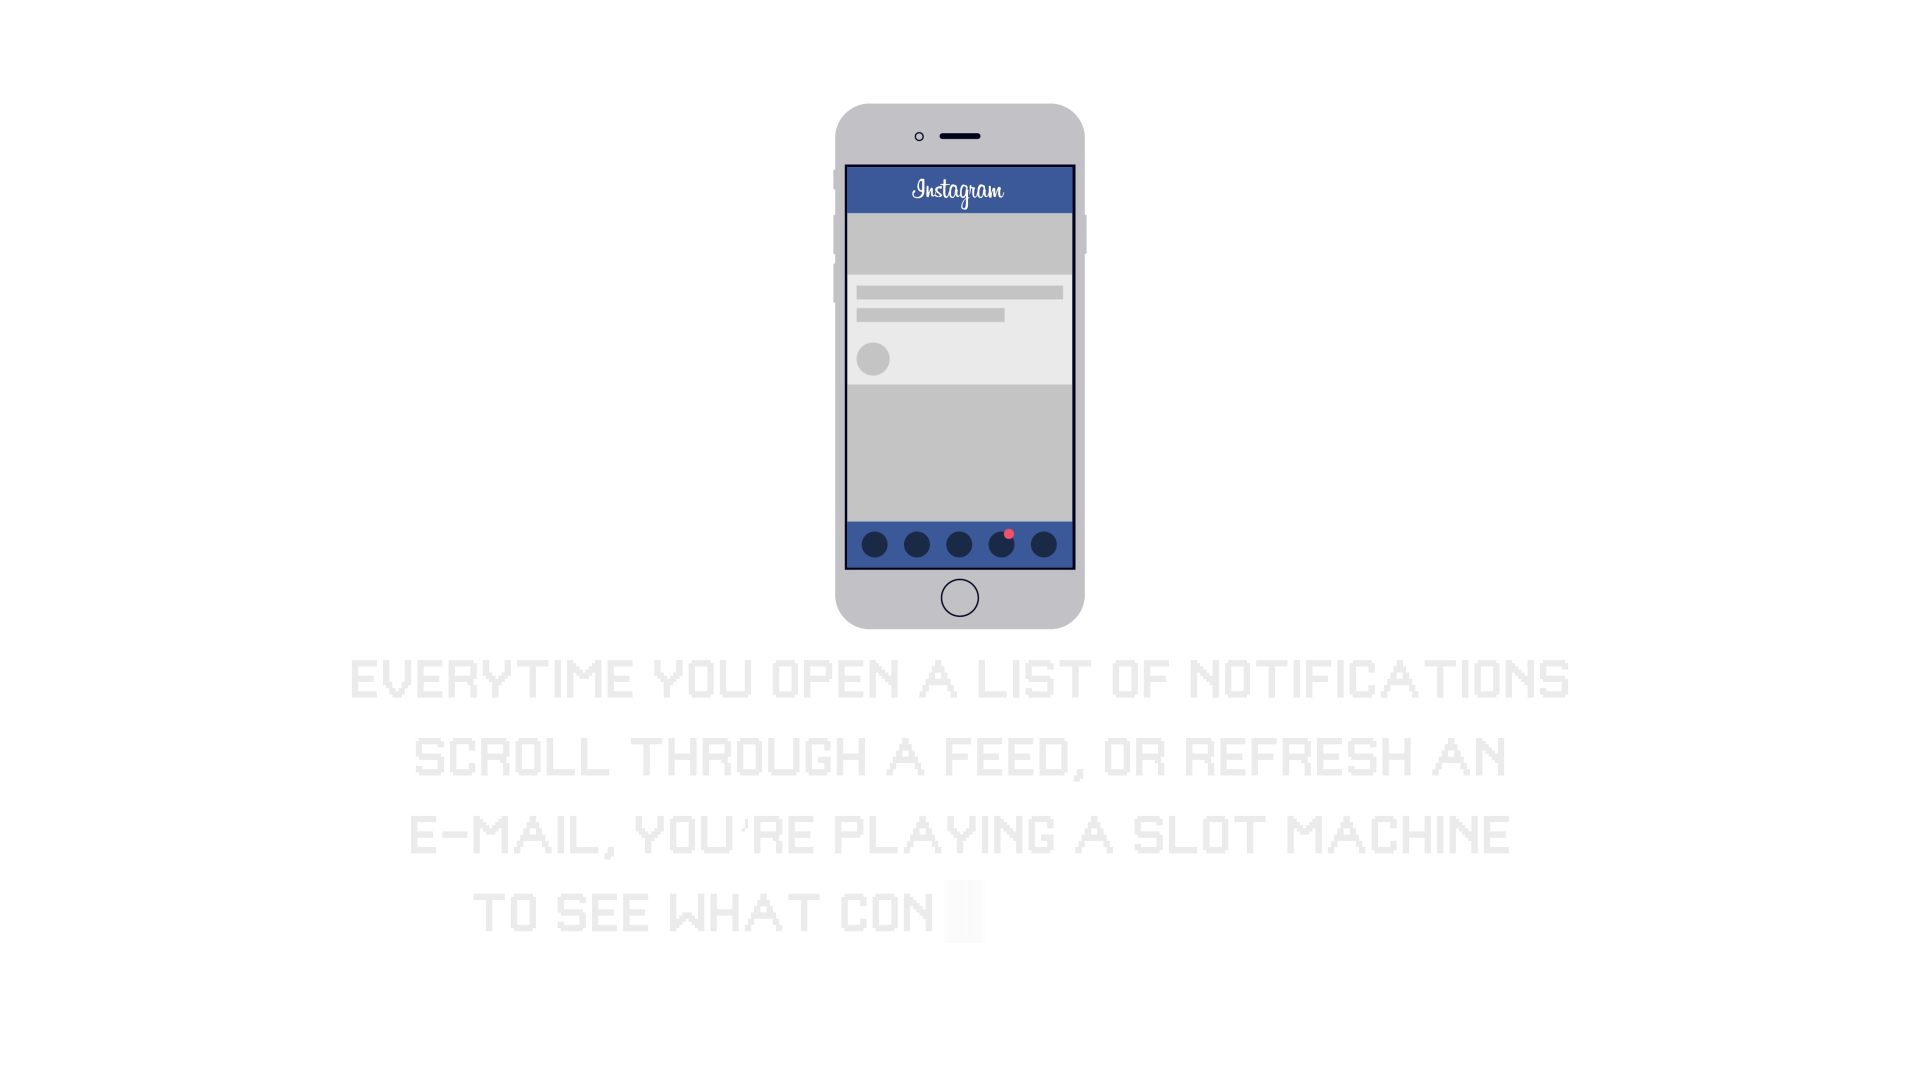 Instagram
EVERYTIME YOU OPEN A LIST OF NOTIFICATIONS
SCROLL THROUGH A FEED, OR REFRESH AN
E-MAIL, YOU'RE PLAYING A SLOT MACHINE
TO SEE WHAT CON